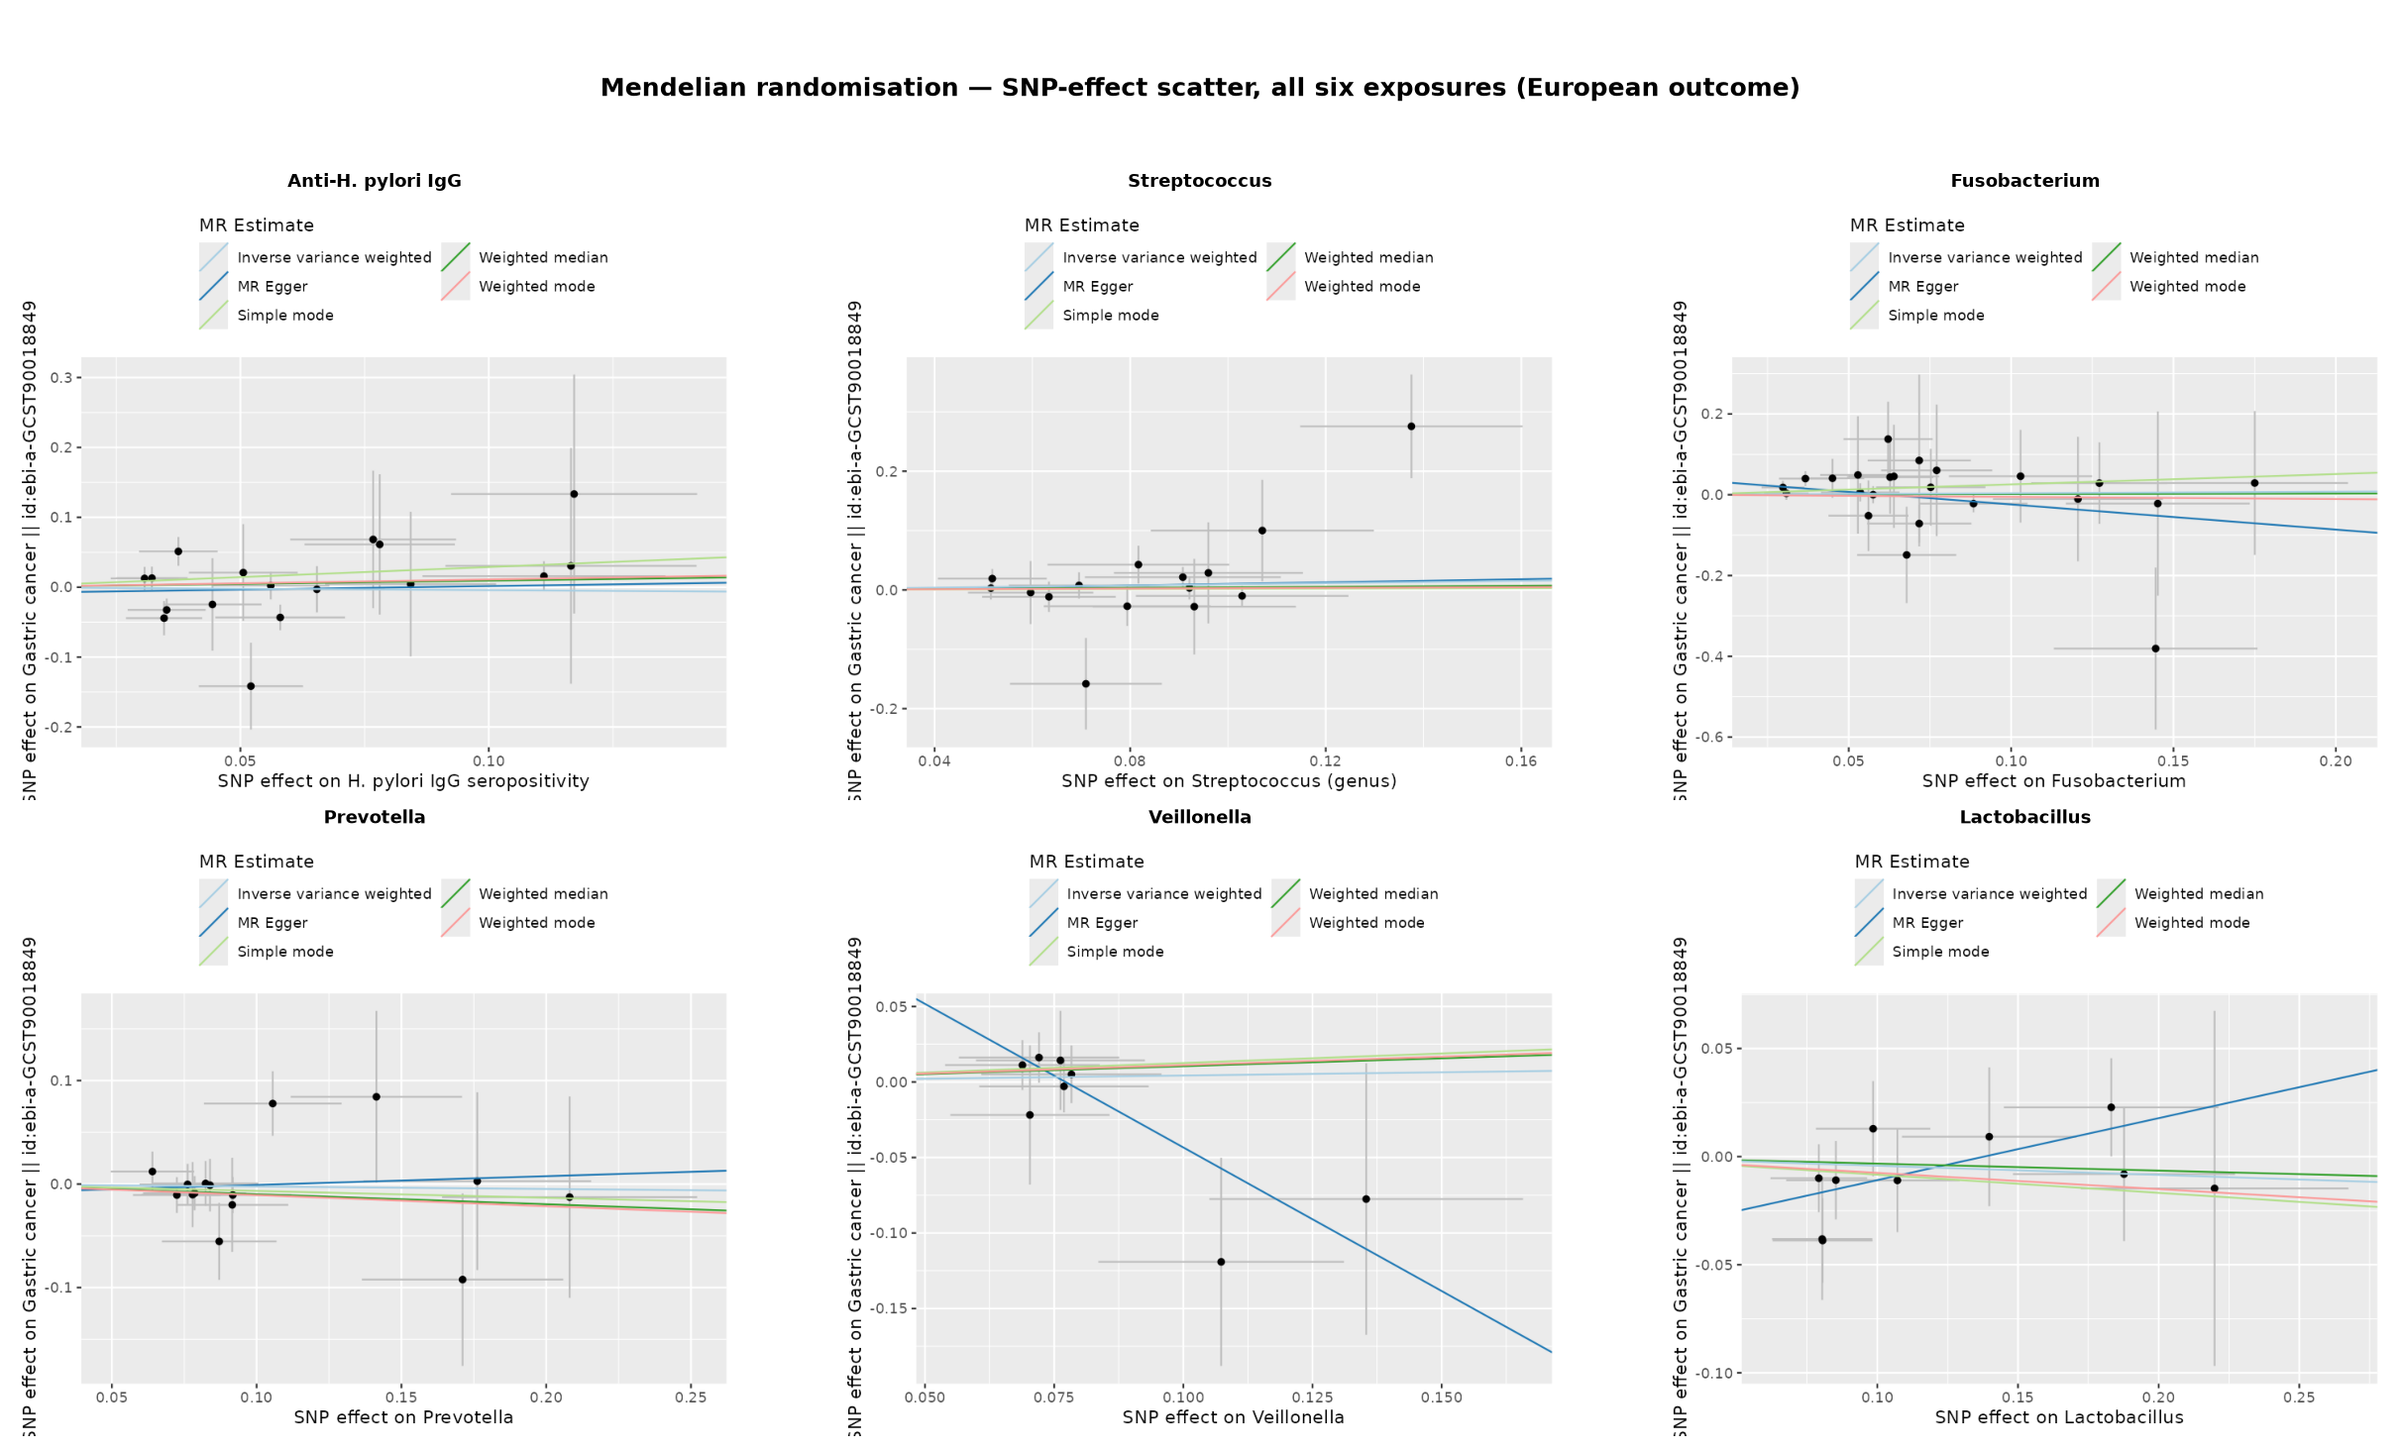 Mendelian randomisation — SNP-effect scatter, all six exposures (European outcome)
Anti-H. pylori IgG
MR Estimate
Inverse variance weighted
Weighted median
MR Egger
Weighted mode
Simple mode
SNP effect on Gastric cancer || id:ebi-a-GCST90018849
0.3
0.2
0.1
0.0
-0.1
-0.2
0.05
0.10
SNP effect on H. pylori IgG seropositivity
Streptococcus
MR Estimate
Inverse variance weighted
Weighted median
MR Egger
Weighted mode
Simple mode
SNP effect on Gastric cancer || id:ebi-a-GCST90018849
0.2
0.0
-0.2
0.04
0.08
0.12
0.16
SNP effect on Streptococcus (genus)
Fusobacterium
MR Estimate
Inverse variance weighted
Weighted median
MR Egger
Weighted mode
Simple mode
SNP effect on Gastric cancer || id:ebi-a-GCST90018849
0.2
0.0
-0.2
-0.4
-0.6
0.05
0.10
0.15
0.20
SNP effect on Fusobacterium
Prevotella
MR Estimate
Inverse variance weighted
Weighted median
MR Egger
Weighted mode
Simple mode
SNP effect on Gastric cancer || id:ebi-a-GCST90018849
0.1
0.0
-0.1
0.05
0.10
0.15
0.20
0.25
SNP effect on Prevotella
Veillonella
MR Estimate
Inverse variance weighted
Weighted median
MR Egger
Weighted mode
Simple mode
SNP effect on Gastric cancer || id:ebi-a-GCST90018849
0.05
0.00
-0.05
-0.10
-0.15
0.050
0.075
0.100
0.125
0.150
SNP effect on Veillonella
Lactobacillus
MR Estimate
Inverse variance weighted
Weighted median
MR Egger
Weighted mode
Simple mode
SNP effect on Gastric cancer || id:ebi-a-GCST90018849
0.05
0.00
-0.05
-0.10
0.10
0.15
0.20
0.25
SNP effect on Lactobacillus